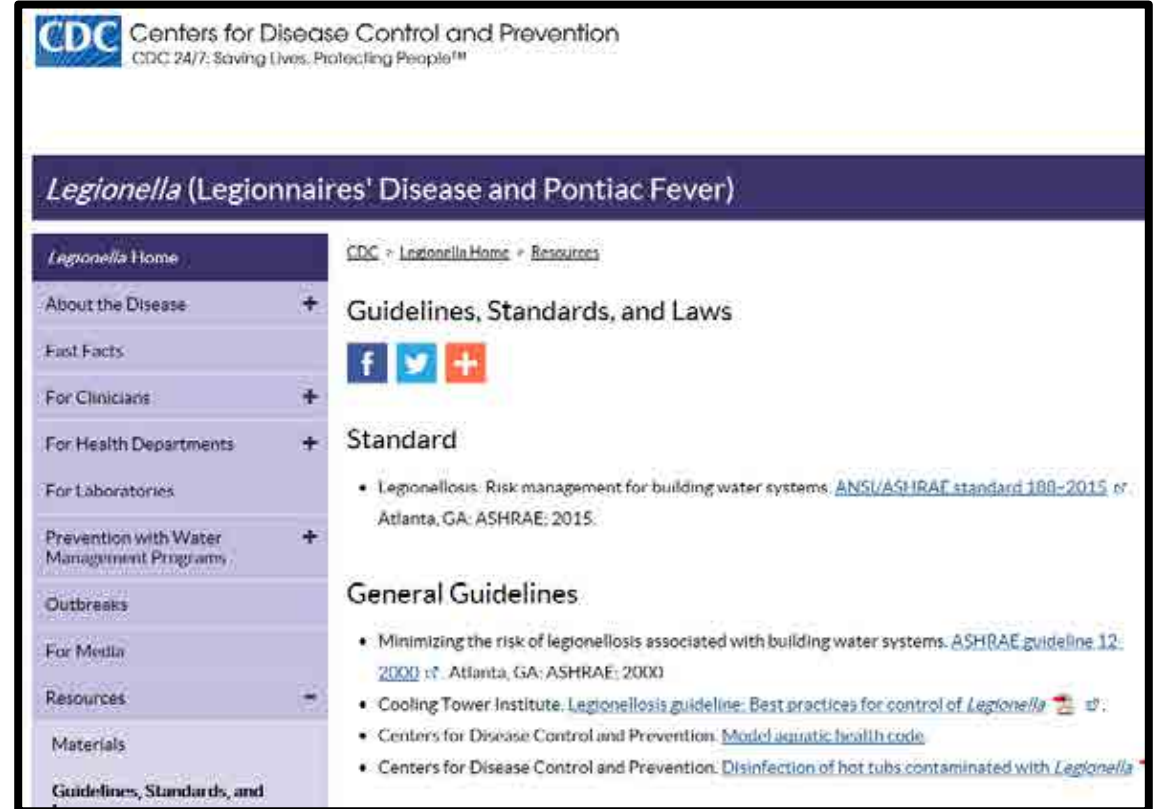 CDC Centers for Disease Control and Prevention
CDC 24/7: Saving Lives, Protecting People™
Legionella (Legionnaires' Disease and Pontiac Fever)
Legionella Home
About the Disease +
Fast Facts
For Clinicians +
For Health Departments +
For Laboratories
Prevention with Water +
Management Programs
Outbreaks
For Media
Resources −
Materials
Guidelines, Standards, and
CDC > Legionella Home > Resources
Guidelines, Standards, and Laws
Standard
• Legionellosis: Risk management for building water systems. ANSI/ASHRAE standard 188–2015 .
Atlanta, GA: ASHRAE; 2015.
General Guidelines
• Minimizing the risk of legionellosis associated with building water systems. ASHRAE guideline 12-
2000 . Atlanta, GA: ASHRAE; 2000
• Cooling Tower Institute. Legionellosis guideline: Best practices for control of Legionella .
• Centers for Disease Control and Prevention. Model aquatic health code.
• Centers for Disease Control and Prevention. Disinfection of hot tubs contaminated with Legionella